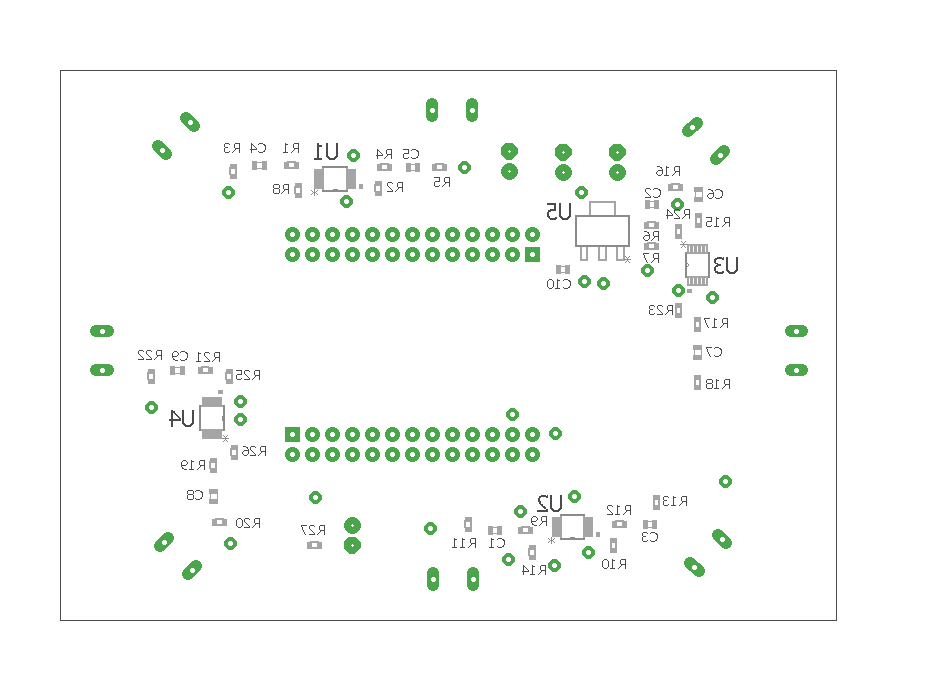 R3 C4 R1 U1 R4 C5
R8 R2 R5
R16
C2 C6
U5 R24 R15
R6
R7 U3
C10
R23
R17
C7
R18
R22 C9 R21
R25
U4
R26
R19
C8
R20 R27
U2 R13
R12
R9
R11 C1 C3
R14 R10